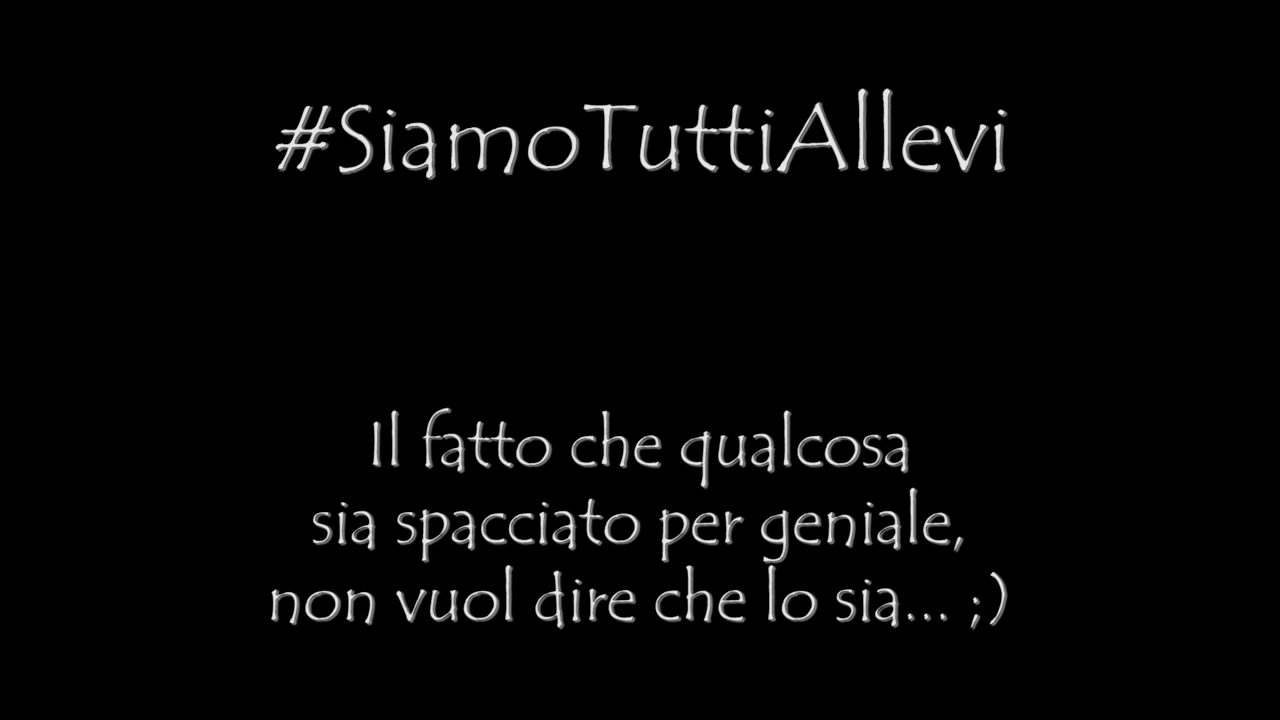 #SiamoTuttiAllevi
Il fatto che qualcosa
sia spacciato per geniale,
non vuol dire che lo sia... ;)